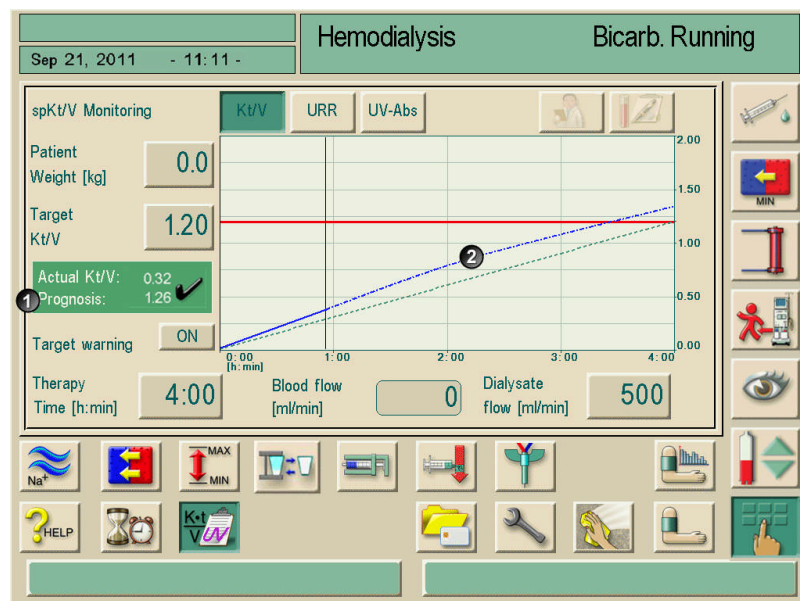 Hemodialysis Bicarb. Running
Sep 21, 2011 - 11:11 -
spKt/V Monitoring Kt/V URR UV-Abs
Patient
Weight [kg] 0.0
Target
Kt/V 1.20
Actual Kt/V: 0.32
Prognosis: 1.26
1
2
Target warning ON
2.00
1.50
1.00
0.50
0.00
0:00 1:00 2:00 3:00 4:00
[h:min]
Therapy
Time [h:min] 4:00
Blood flow
[ml/min] 0
Dialysate
flow [ml/min] 500
MIN
Na+
MAX
MIN
HELP
K•t
V UV